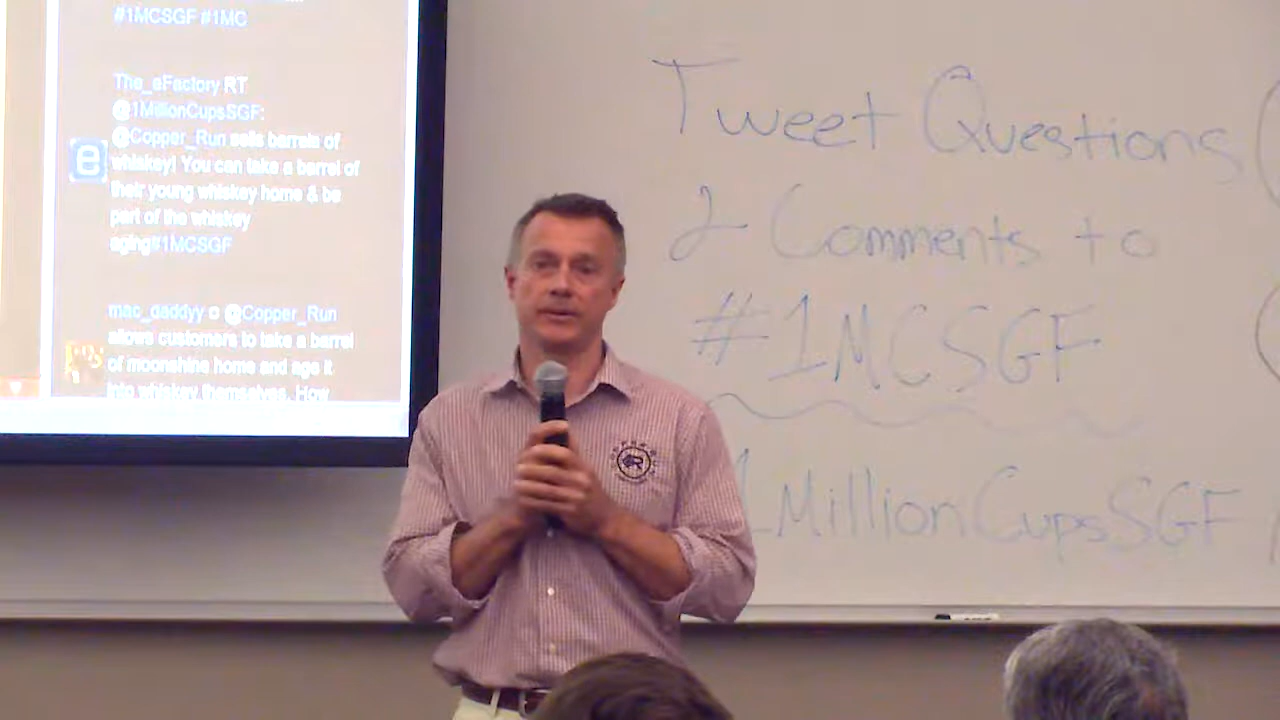 #1MCSGF #1MC
The_eFactory RT
@1MillionCupsSGF:
@Copper_Run sells barrels of
whiskey! You can take a barrel of
their young whiskey home & be
part of the whiskey
aging#1MCSGF
e
mac_daddyy @Copper_Run
allows customers to take a barrel
of moonshine home and age it
into whiskey themselves. How
Tweet Questions
& Comments to
#1MCSGF
1MillionCupsSGF
CR